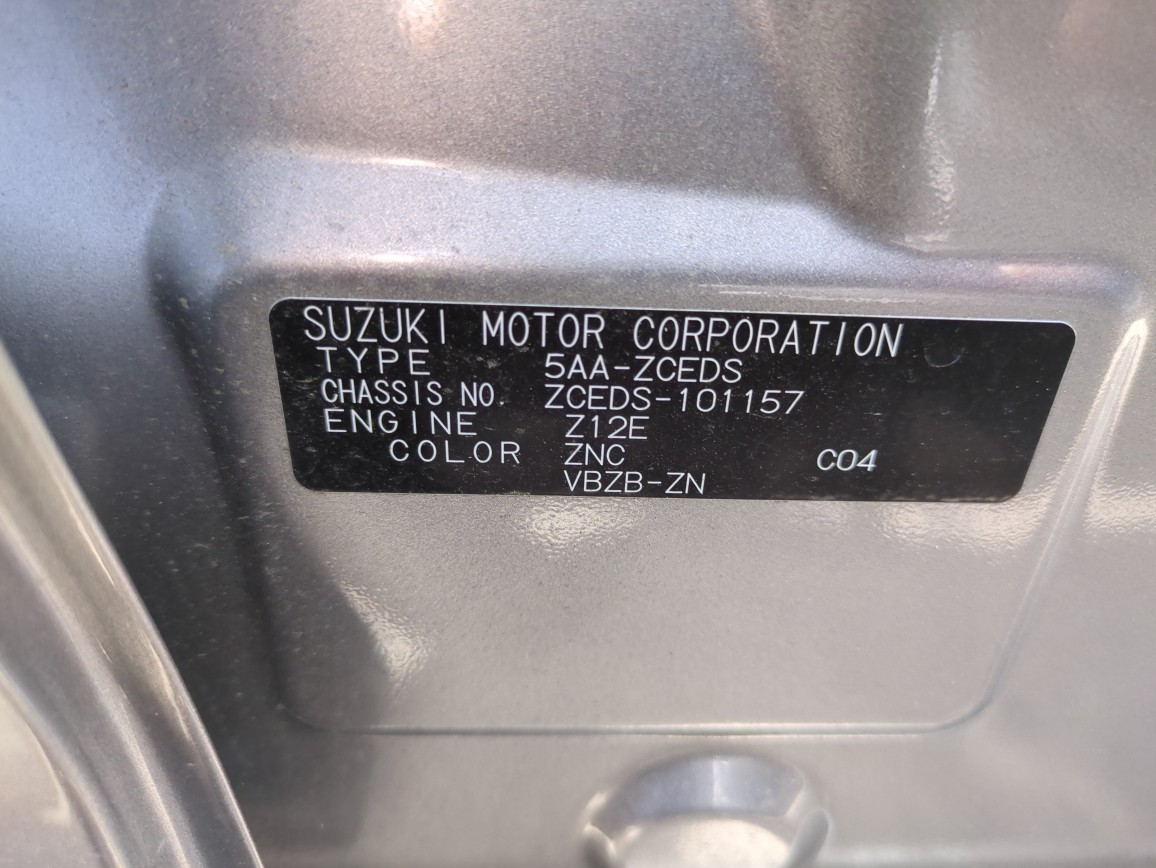 SUZUKI MOTOR CORPORATION
TYPE 5AA-ZCEDS
CHASSIS NO. ZCEDS-101157
ENGINE Z12E
COLOR ZNC C04
VBZB-ZN